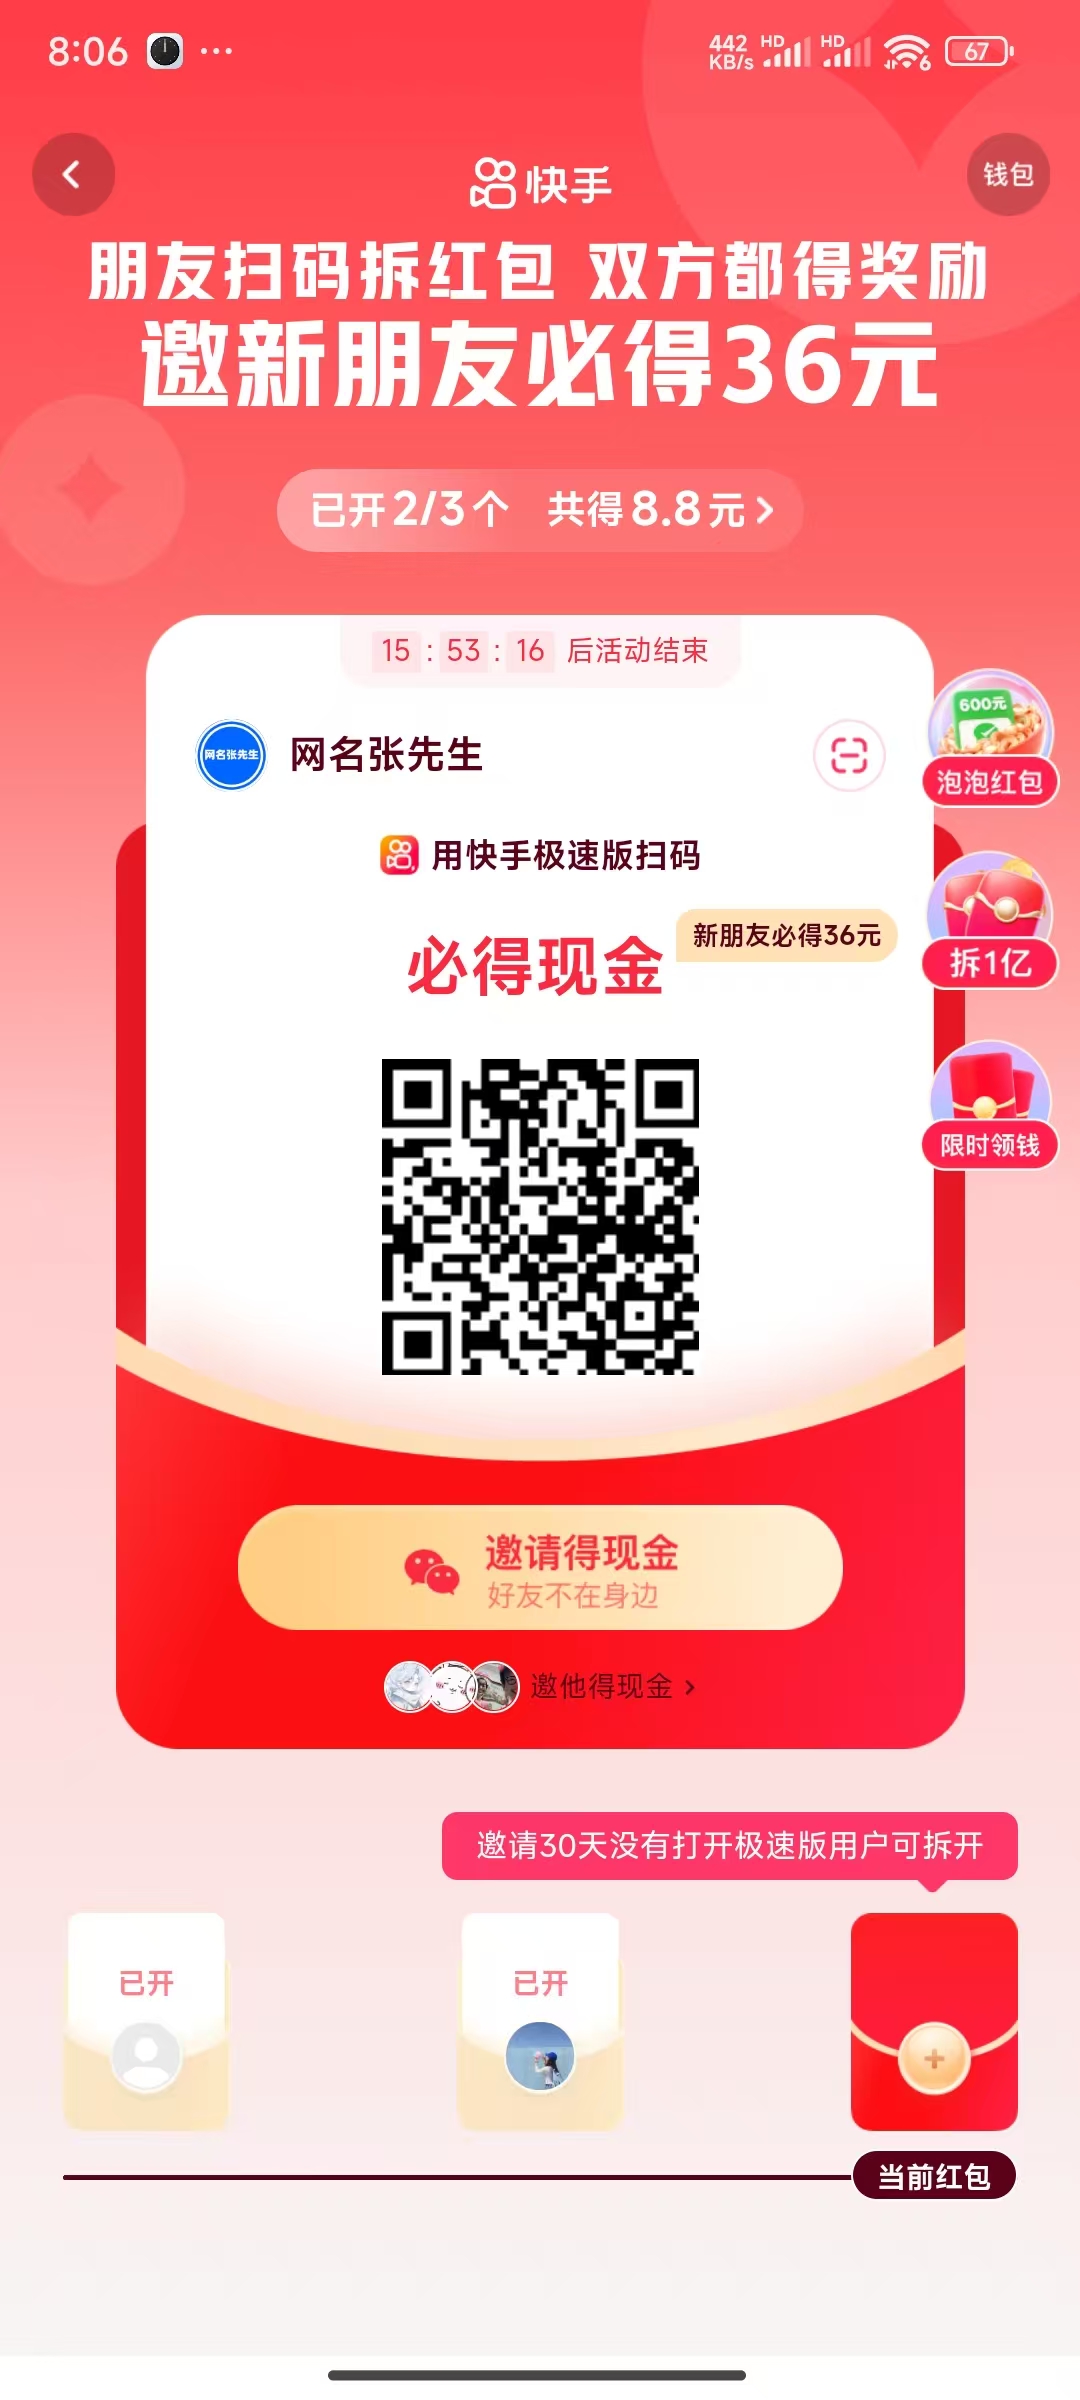 8:06
442 KB/s HD HD 6 67
快手
钱包
朋友扫码拆红包 双方都得奖励
邀新朋友必得36元
已开2/3个 共得8.8元
15:53:16 后活动结束
网名张先生
网名张先生
600元
泡泡红包
用快手极速版扫码
新朋友必得36元
必得现金
拆1亿
限时领钱
邀请得现金
好友不在身边
邀他得现金
邀请30天没有打开极速版用户可拆开
已开
已开
当前红包